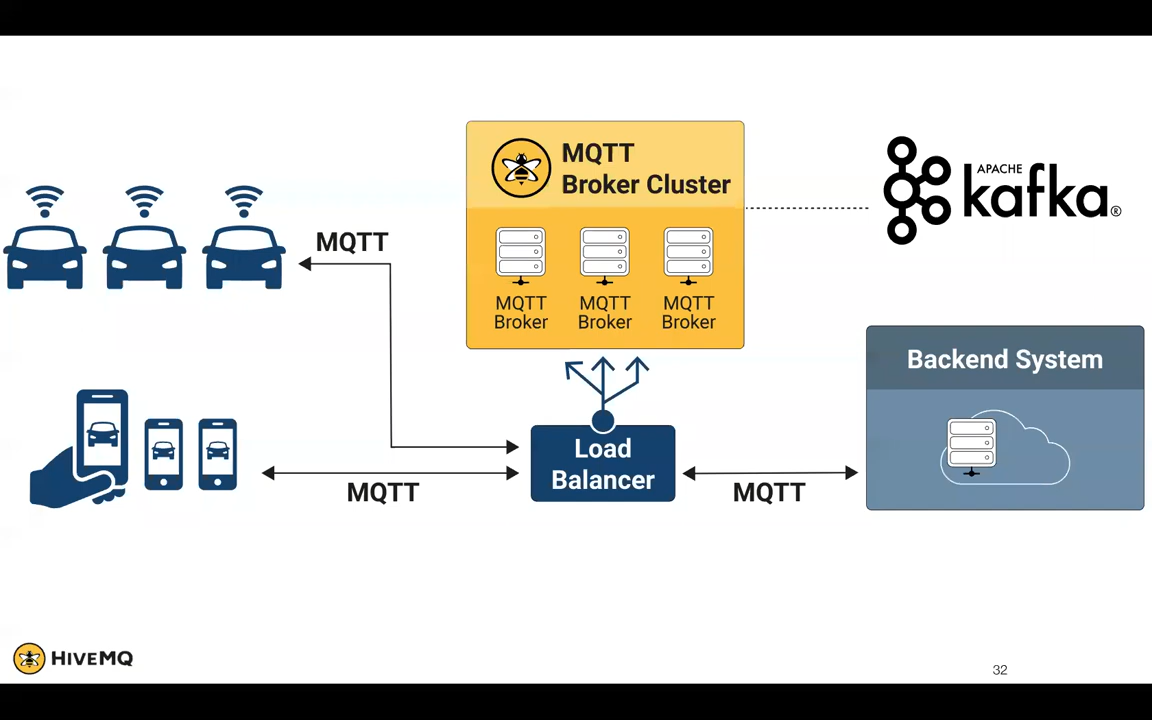 MQTT
Broker Cluster
MQTT
Broker
MQTT
Broker
MQTT
Broker
APACHE
kafka®
MQTT
Load
Balancer
MQTT
MQTT
Backend System
HIVEMQ
32